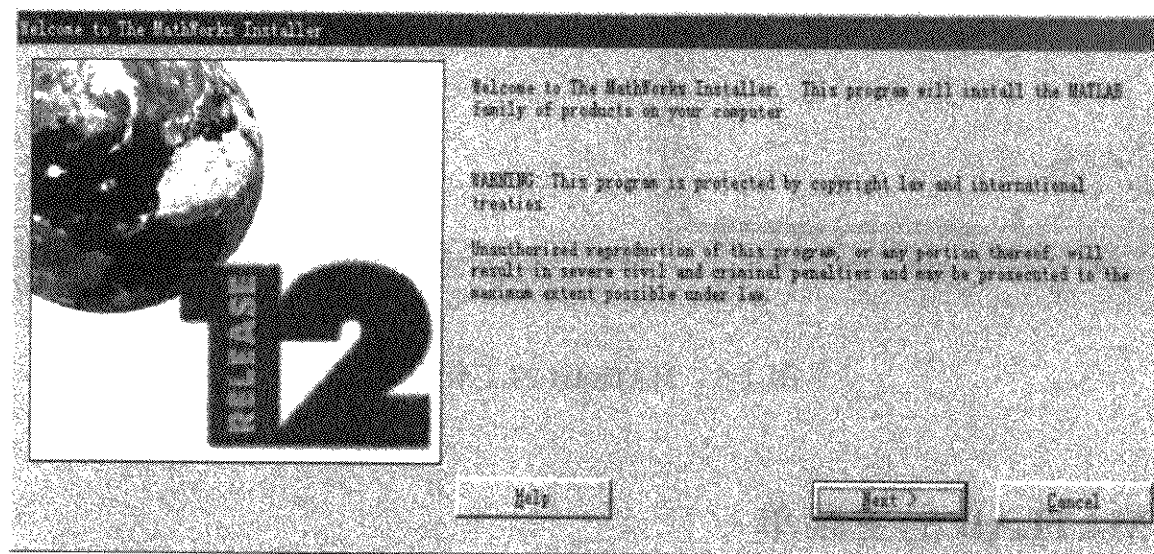 Welcome to The MathWorks Installer
Welcome to The MathWorks Installer. This program will install the MATLAB
family of products on your computer
WARNING: This program is protected by copyright law and international
treaties.
Unauthorized reproduction of this program, or any portion thereof, will
result in severe civil and criminal penalties and may be prosecuted to the
maximum extent possible under law.
RELEASE
12
Help
Next >
Cancel